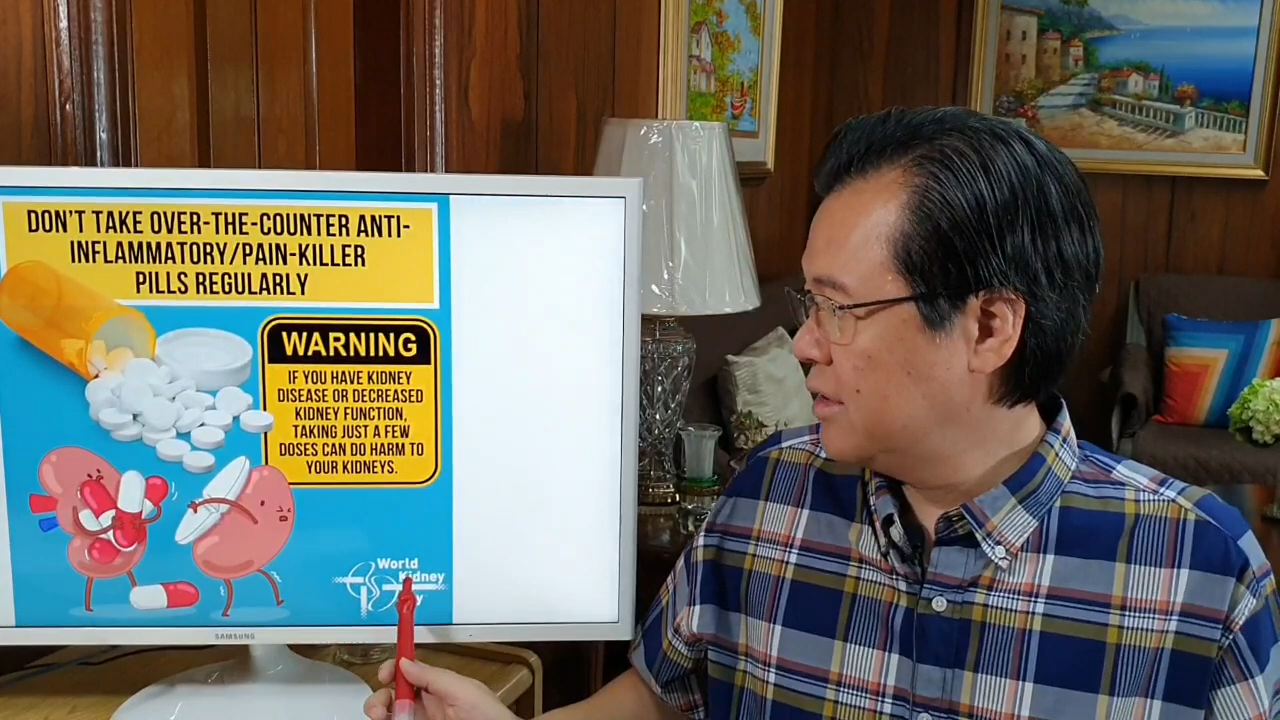 DON'T TAKE OVER-THE-COUNTER ANTI-
INFLAMMATORY/PAIN-KILLER
PILLS REGULARLY
WARNING
IF YOU HAVE KIDNEY
DISEASE OR DECREASED
KIDNEY FUNCTION,
TAKING JUST A FEW
DOSES CAN DO HARM TO
YOUR KIDNEYS.
World
Kidney
SAMSUNG